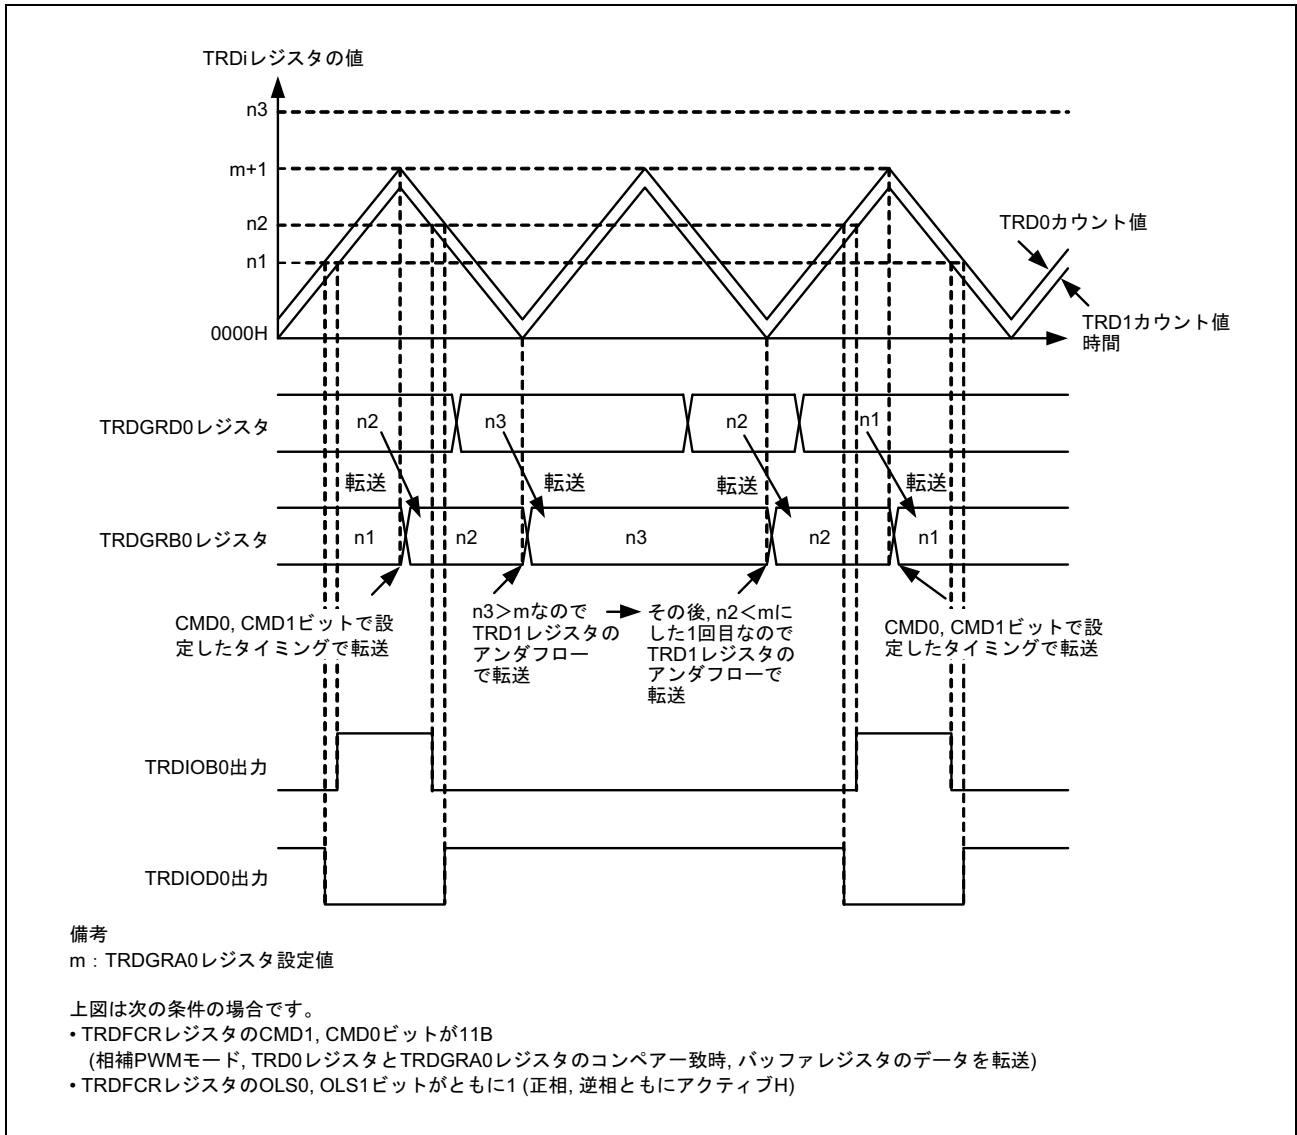 TRDiレジスタの値
n3
m+1
n2
n1
0000H
TRD0カウント値
TRD1カウント値
時間
TRDGRD0レジスタ
n2
n3
n2
n1
転送
転送
転送
転送
TRDGRB0レジスタ
n1
n2
n3
n2
n1
CMD0, CMD1ビットで設
定したタイミングで転送
n3>mなので
TRD1レジスタの
アンダフロー
で転送
その後, n2<mに
した1回目なので
TRD1レジスタの
アンダフローで
転送
CMD0, CMD1ビットで設
定したタイミングで転送
TRDIOB0出力
TRDIOD0出力
備考
m：TRDGRA0レジスタ設定値
上図は次の条件の場合です。
• TRDFCRレジスタのCMD1, CMD0ビットが11B
(相補PWMモード, TRD0レジスタとTRDGRA0レジスタのコンペア一致時, バッファレジスタのデータを転送)
• TRDFCRレジスタのOLS0, OLS1ビットがともに1 (正相, 逆相ともにアクティブH)